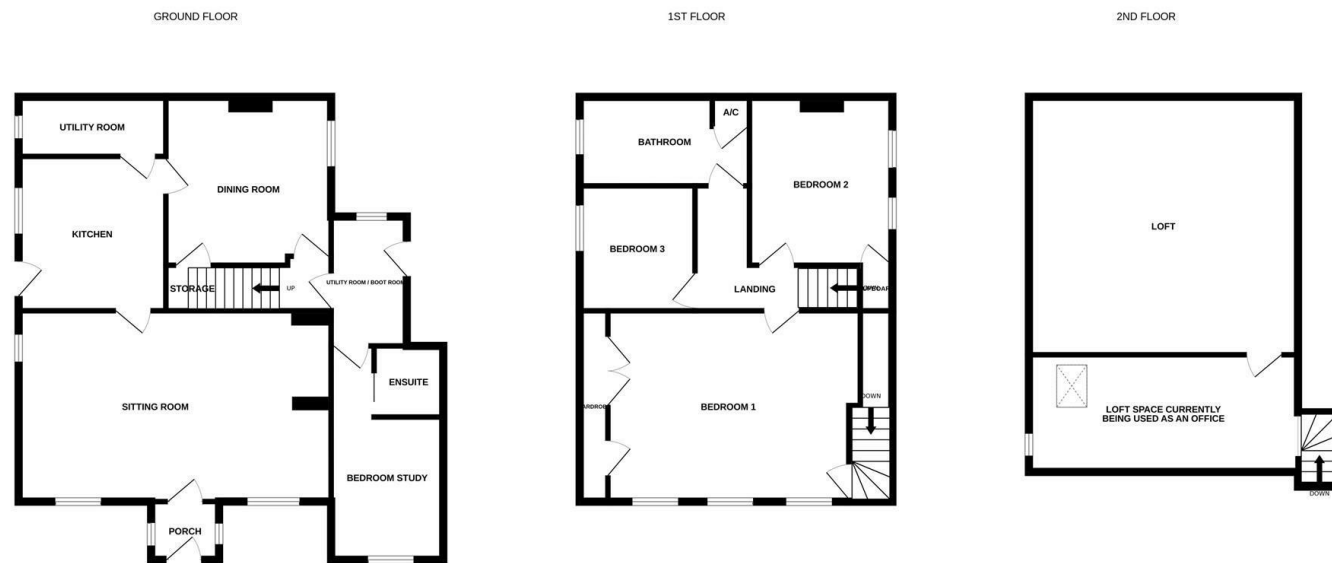 GROUND FLOOR
1ST FLOOR
2ND FLOOR
UTILITY ROOM
DINING ROOM
KITCHEN
STORAGE
UP
UTILITY ROOM / BOOT ROOM
SITTING ROOM
ENSUITE
BEDROOM STUDY
PORCH
A/C
BATHROOM
BEDROOM 2
BEDROOM 3
LANDING
BEDROOM 1
DOWN
LOFT
LOFT SPACE CURRENTLY
BEING USED AS AN OFFICE
DOWN